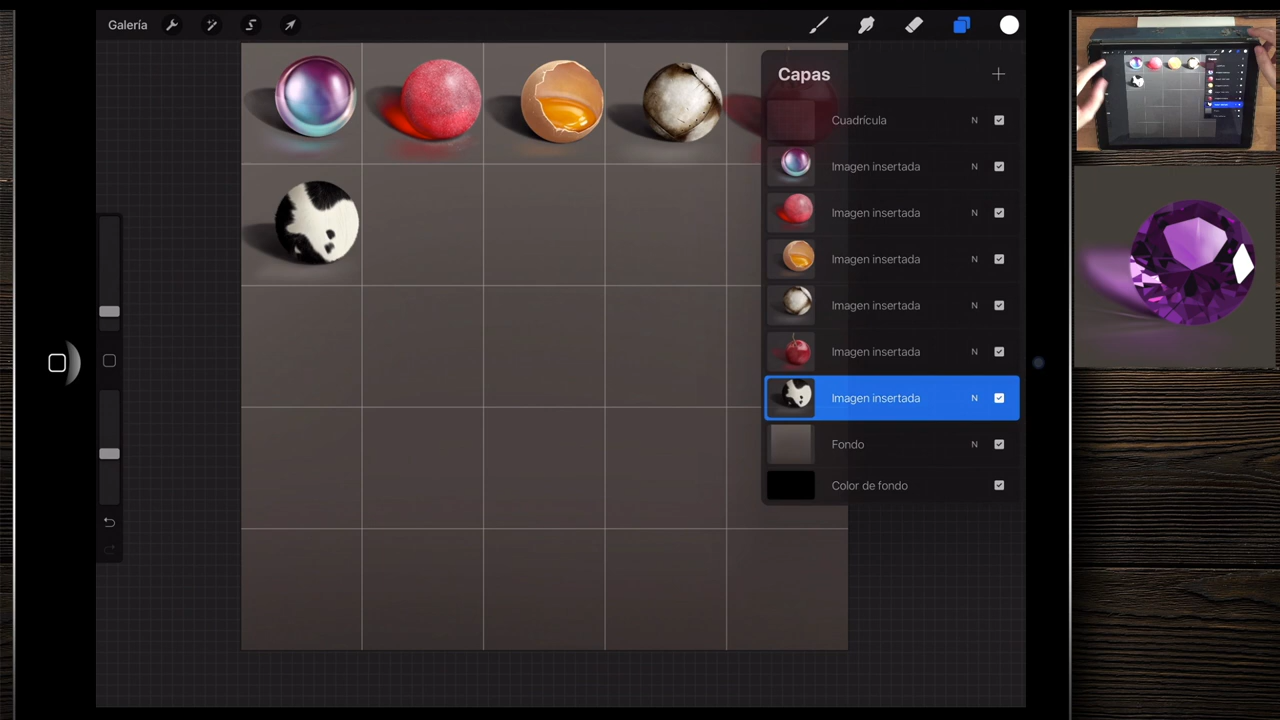 Galería
Capas
Cuadrícula N
Imagen insertada N
Imagen insertada N
Imagen insertada N
Imagen insertada N
Imagen insertada N
Imagen insertada N
Fondo N
Color de fondo